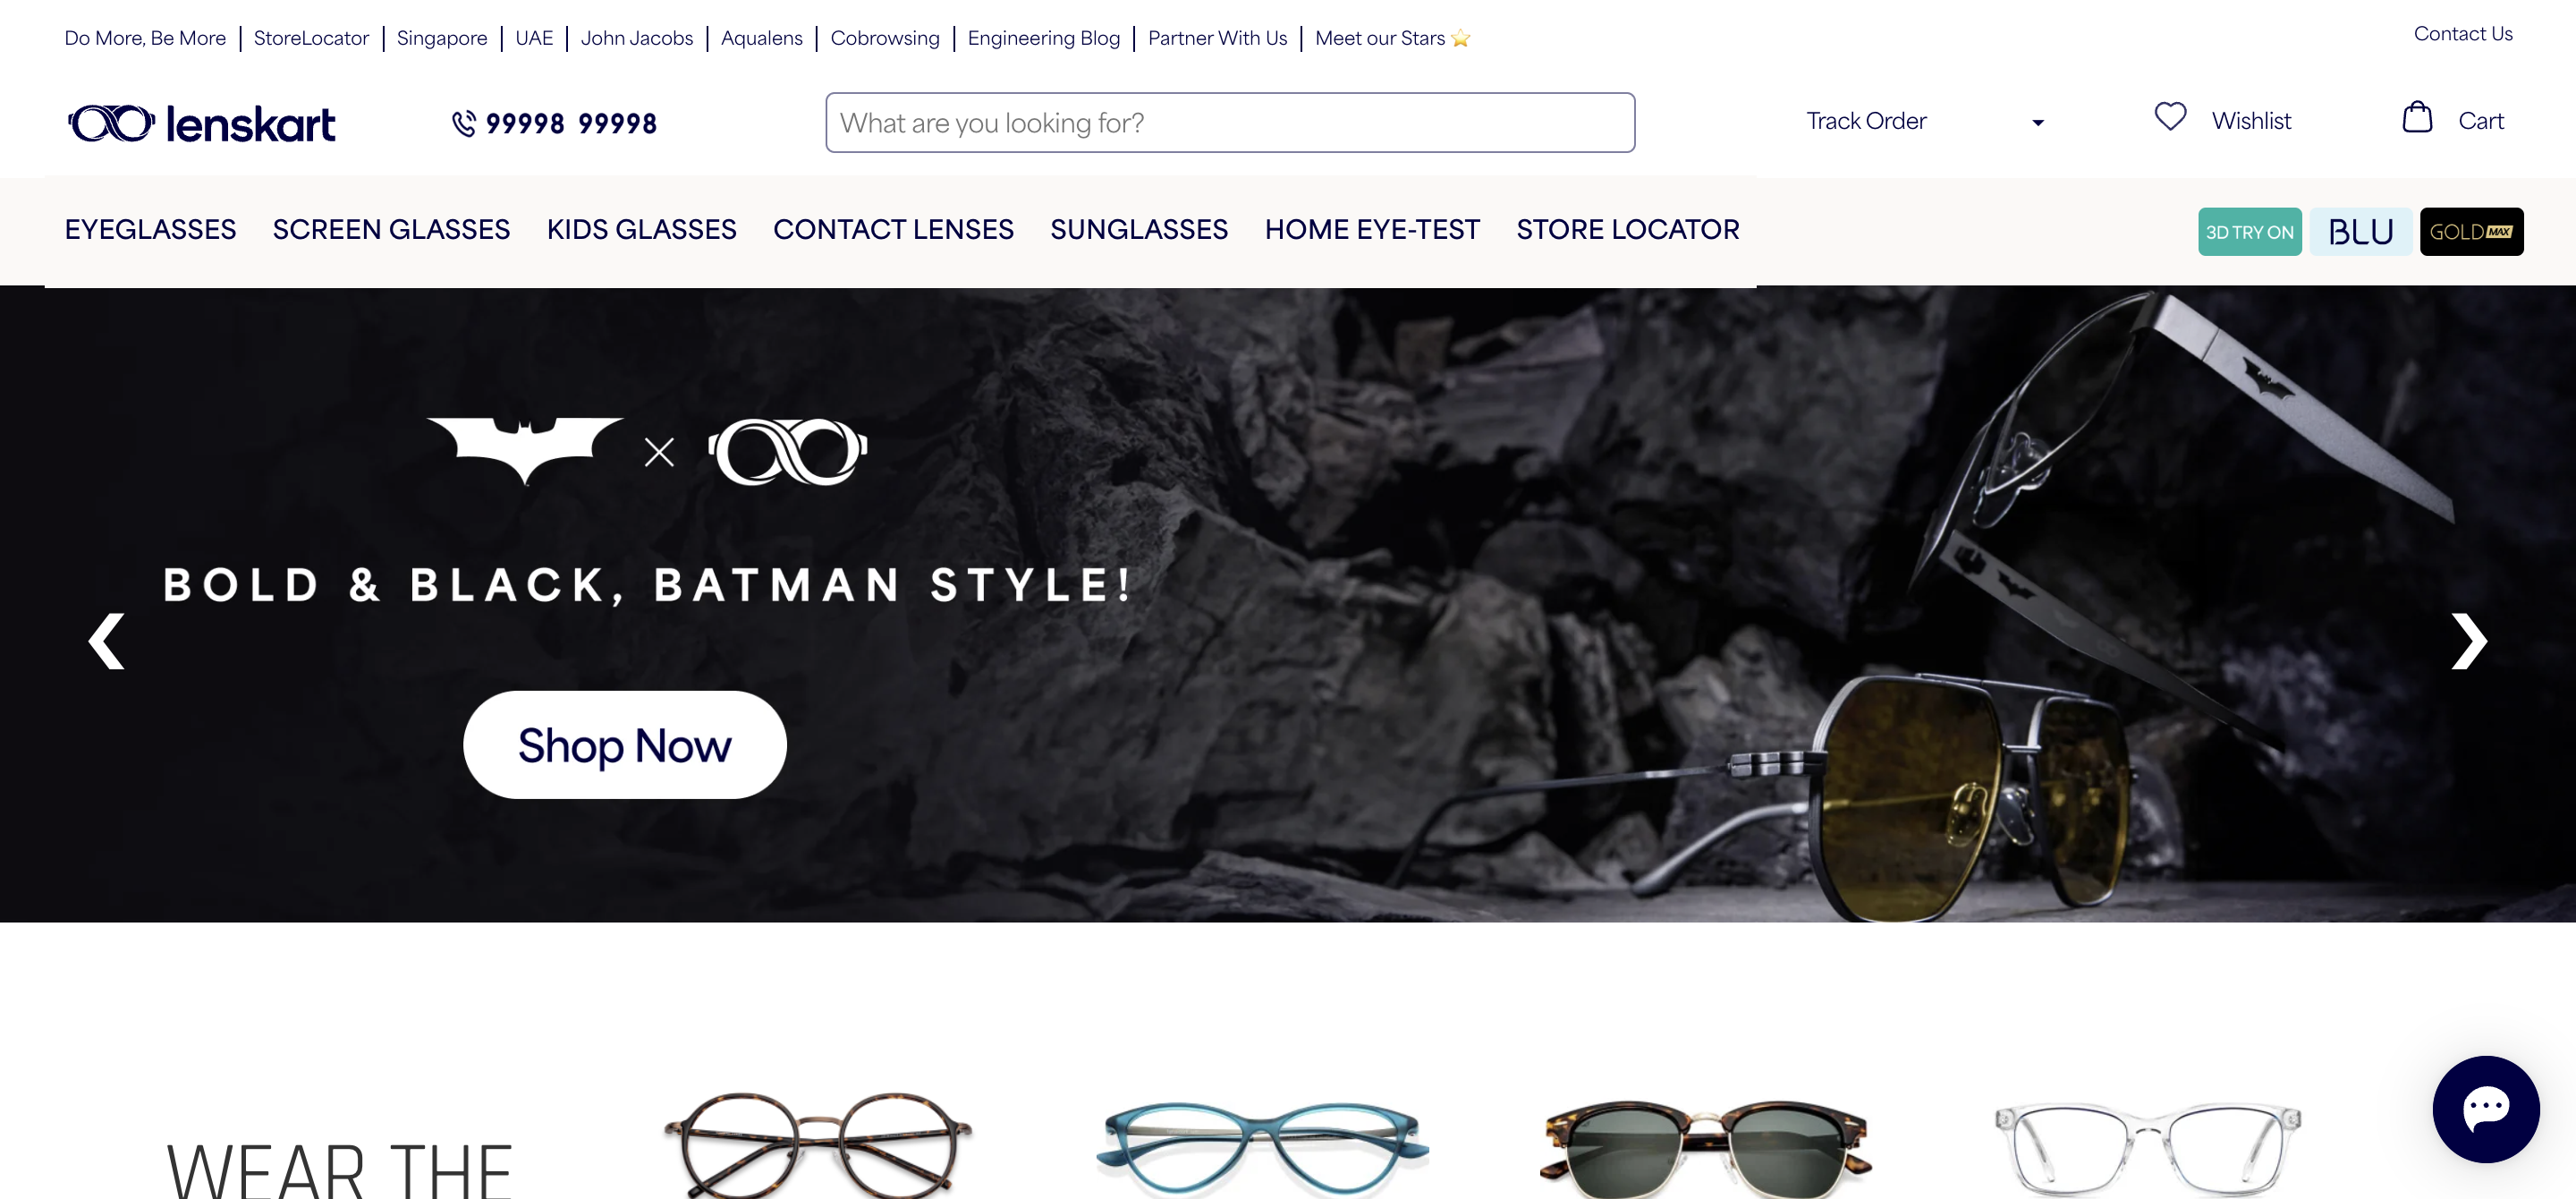 Do More, Be More | StoreLocator | Singapore | UAE | John Jacobs | Aqualens | Cobrowsing | Engineering Blog | Partner With Us | Meet our Stars ⭐
Contact Us
lenskart
99998 99998
What are you looking for?
Track Order
Wishlist
Cart
EYEGLASSES SCREEN GLASSES KIDS GLASSES CONTACT LENSES SUNGLASSES HOME EYE-TEST STORE LOCATOR
3D TRY ON
BLU
GOLD MAX
BOLD & BLACK, BATMAN STYLE!
Shop Now
WEAR THE